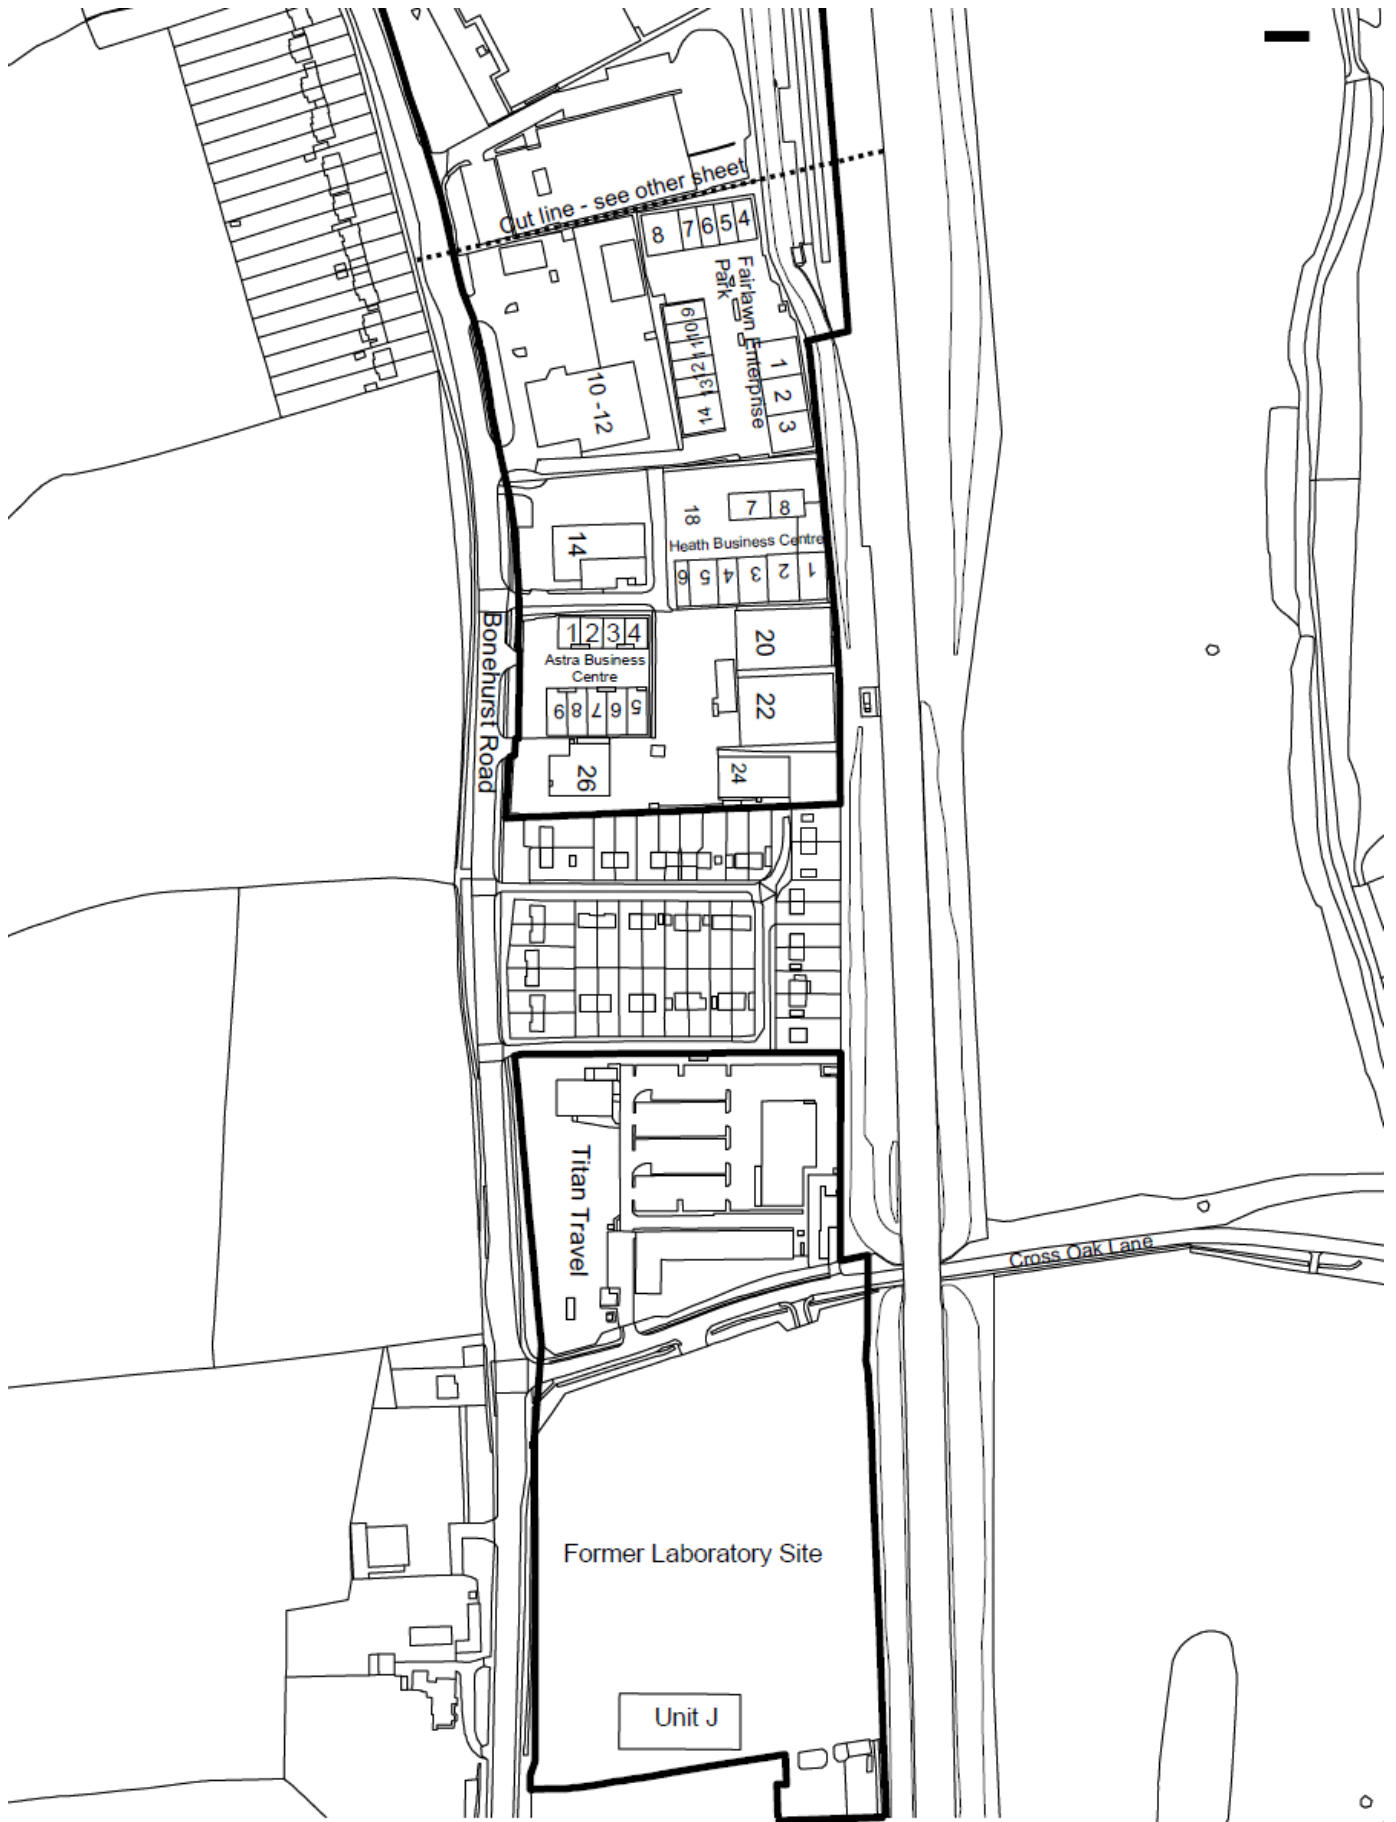 Cut line - see other sheet
8 7 6 5 4
Fairlawn Enterprise
Park
9
10
11
12
13
14
1
2
3
10 -12
18
7 8
Heath Business Centre
6 5 4 3 2 1
14
Bonehurst Road
1 2 3 4
Astra Business
Centre
9 8 7 6 5
20
22
24
26
Titan Travel
Cross Oak Lane
Former Laboratory Site
Unit J